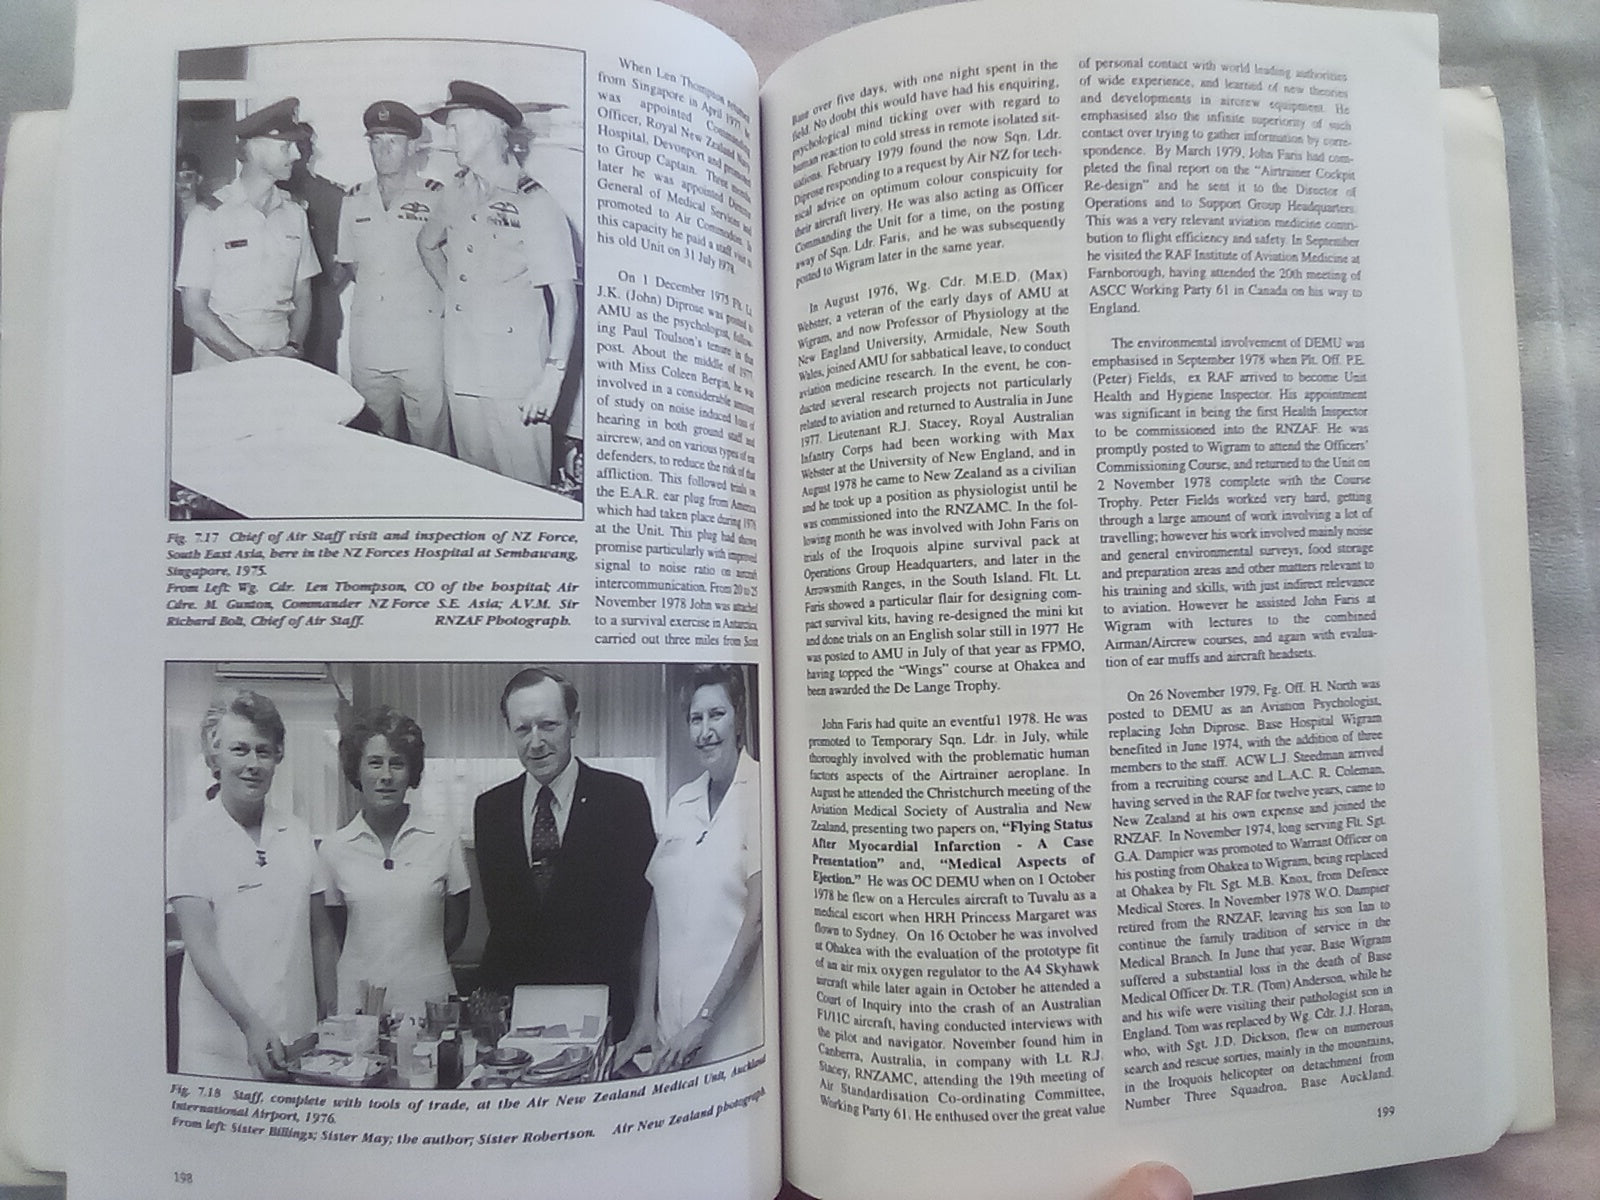 When Len Thompson returned
from Singapore in April 1977 he
was appointed Commanding
Officer, Royal New Zealand Navy
Hospital, Devonport and promoted
to Group Captain. Three months
later he was appointed Director
General of Medical Services and
promoted to Air Commodore. In
this capacity he paid a staff visit to
his old Unit on 31 July 1978.
On 1 December 1975 Flt. Lt.
J.K. (John) Diprose was posted to
AMU as the psychologist, follow-
ing Paul Toulson's tenure in that
post. About the middle of 1977,
with Miss Coleen Bergin, he was
involved in a considerable amount
of study on noise induced loss of
hearing in both ground staff and
aircrew, and on various types of ear
defenders, to reduce the risk of that
affliction. This followed trials on
the E.A.R. ear plug from America
which had taken place during 1976
at the Unit. This plug had shown
promise particularly with improved
signal to noise ratio on aircraft
intercommunication. From 20 to 25
November 1978 John was attached
to a survival exercise in Antarctica,
carried out three miles from Scott
Fig. 7.17 Chief of Air Staff visit and inspection of NZ Force,
South East Asia, here in the NZ Forces Hospital at Sembawang,
Singapore, 1975.
From Left: Wg. Cdr. Len Thompson, CO of the hospital; Air
Cdre. M. Gunton, Commander NZ Force S.E. Asia; A.V.M. Sir
Richard Bolt, Chief of Air Staff. RNZAF Photograph.
Fig. 7.18 Staff, complete with tools of trade, at the Air New Zealand Medical Unit, Auckland
International Airport, 1976.
From left: Sister Billings; Sister May; the author; Sister Robertson. Air New Zealand photograph.
198
Base over five days, with one night spent in the
field. No doubt this would have had his enquiring,
psychological mind ticking over with regard to
human reaction to cold stress in remote isolated sit-
uations. February 1979 found the now Sqn. Ldr.
Diprose responding to a request by Air NZ for tech-
nical advice on optimum colour conspicuity for
their aircraft livery. He was also acting as Officer
Commanding the Unit for a time, on the posting
away of Sqn. Ldr. Faris, and he was subsequently
posted to Wigram later in the same year.
In August 1976, Wg. Cdr. M.E.D. (Max)
Webster, a veteran of the early days of AMU at
Wigram, and now Professor of Physiology at the
New England University, Armidale, New South
Wales, joined AMU for sabbatical leave, to conduct
aviation medicine research. In the event, he con-
ducted several research projects not particularly
related to aviation and returned to Australia in June
1977. Lieutenant R.J. Stacey, Royal Australian
Infantry Corps had been working with Max
Webster at the University of New England, and in
August 1978 he came to New Zealand as a civilian
and he took up a position as physiologist until he
was commissioned into the RNZAMC. In the fol-
lowing month he was involved with John Faris on
trials of the Iroquois alpine survival pack at
Operations Group Headquarters, and later in the
Arrowsmith Ranges, in the South Island. Flt. Lt.
Faris showed a particular flair for designing com-
pact survival kits, having re-designed the mini kit
and done trials on an English solar still in 1977. He
was posted to AMU in July of that year as FPMO,
having topped the "Wings" course at Ohakea and
been awarded the De Lange Trophy.
John Faris had quite an eventful 1978. He was
promoted to Temporary Sqn. Ldr. in July, while
thoroughly involved with the problematic human
factors aspects of the Airtrainer aeroplane. In
August he attended the Christchurch meeting of the
Aviation Medical Society of Australia and New
Zealand, presenting two papers on, "Flying Status
After Myocardial Infarction - A Case
Presentation" and, "Medical Aspects of
Ejection." He was OC DEMU when on 1 October
1978 he flew on a Hercules aircraft to Tuvalu as a
medical escort when HRH Princess Margaret was
flown to Sydney. On 16 October he was involved
at Ohakea with the evaluation of the prototype fit
of an air mix oxygen regulator to the A4 Skyhawk
aircraft while later again in October he attended a
Court of Inquiry into the crash of an Australian
F1/11C aircraft, having conducted interviews with
the pilot and navigator. November found him in
Canberra, Australia, in company with Lt. R.J.
Stacey, RNZAMC, attending the 19th meeting of
Air Standardisation Co-ordinating Committee,
Working Party 61. He enthused over the great value
of personal contact with world leading authorities
of wide experience, and learned of new theories
and developments in aircrew equipment. He
emphasised also the infinite superiority of such
contact over trying to gather information by corre-
spondence. By March 1979, John Faris had com-
pleted the final report on the "Airtrainer Cockpit
Re-design" and he sent it to the Director of
Operations and to Support Group Headquarters.
This was a very relevant aviation medicine contri-
bution to flight efficiency and safety. In September
he visited the RAF Institute of Aviation Medicine at
Farnborough, having attended the 20th meeting of
ASCC Working Party 61 in Canada on his way to
England.
The environmental involvement of DEMU was
emphasised in September 1978 when Plt. Off. P.E.
(Peter) Fields, ex RAF arrived to become Unit
Health and Hygiene Inspector. His appointment
was significant in being the first Health Inspector
to be commissioned into the RNZAF. He was
promptly posted to Wigram to attend the Officers'
Commissioning Course, and returned to the Unit on
2 November 1978 complete with the Course
Trophy. Peter Fields worked very hard, getting
through a large amount of work involving a lot of
travelling; however his work involved mainly noise
and general environmental surveys, food storage
and preparation areas and other matters relevant to
his training and skills, with just indirect relevance
to aviation. However he assisted John Faris at
Wigram with lectures to the combined
Airman/Aircrew courses, and again with evalua-
tion of ear muffs and aircraft headsets.
On 26 November 1979, Fg. Off. H. North was
posted to DEMU as an Aviation Psychologist,
replacing John Diprose. Base Hospital Wigram
benefited in June 1974, with the addition of three
members to the staff. ACW L.J. Steedman arrived
from a recruiting course and L.A.C. R. Coleman,
having served in the RAF for twelve years, came to
New Zealand at his own expense and joined the
RNZAF. In November 1974, long serving Flt. Sgt.
G.A. Dampier was promoted to Warrant Officer on
his posting from Ohakea to Wigram, being replaced
at Ohakea by Flt. Sgt. M.B. Knox, from Defence
Medical Stores. In November 1978 W.O. Dampier
retired from the RNZAF, leaving his son Ian to
continue the family tradition of service in the
Medical Branch. In June that year, Base Wigram
suffered a substantial loss in the death of Base
Medical Officer Dr. T.R. (Tom) Anderson, while he
and his wife were visiting their pathologist son in
England. Tom was replaced by Wg. Cdr. J.J. Horan,
who, with Sgt. J.D. Dickson, flew on numerous
search and rescue sorties, mainly in the mountains,
in the Iroquois helicopter on detachment from
Number Three Squadron, Base Auckland.
199